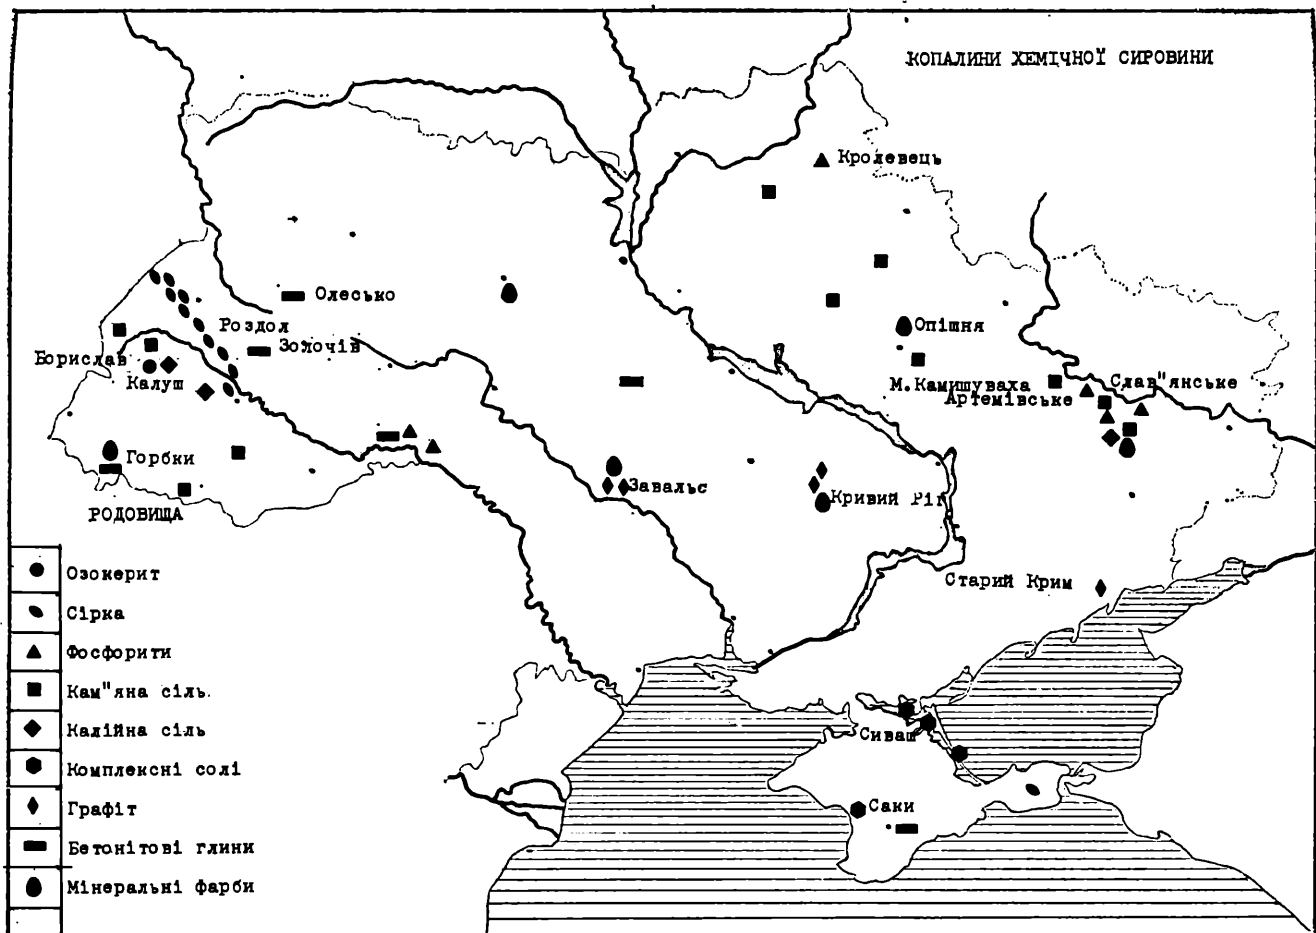 КОПАЛИНИ ХЕМІЧНОЇ СИРОВИНИ
Кролевець
Олесько
Роздол
Золочів
Опішня
Борислав
Калуш
М.Камишуваха
Слав"янське
Артемівське
Горбки
Завальє
Кривий Ріг
РОДОВИЩА
Старий Крим
Озокерит
Сірка
Фосфорити
Кам"яна сіль
Калійна сіль
Сиваш
Комплексні солі
Саки
Графіт
Бетонітові глини
Мінеральні фарби